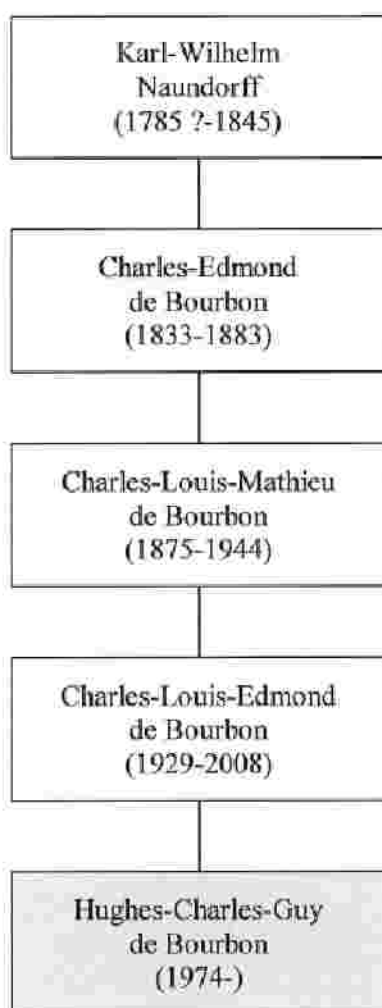 Karl-Wilhelm
Naundorff
(1785 ?-1845)
Charles-Edmond
de Bourbon
(1833-1883)
Charles-Louis-Mathieu
de Bourbon
(1875-1944)
Charles-Louis-Edmond
de Bourbon
(1929-2008)
Hughes-Charles-Guy
de Bourbon
(1974-)